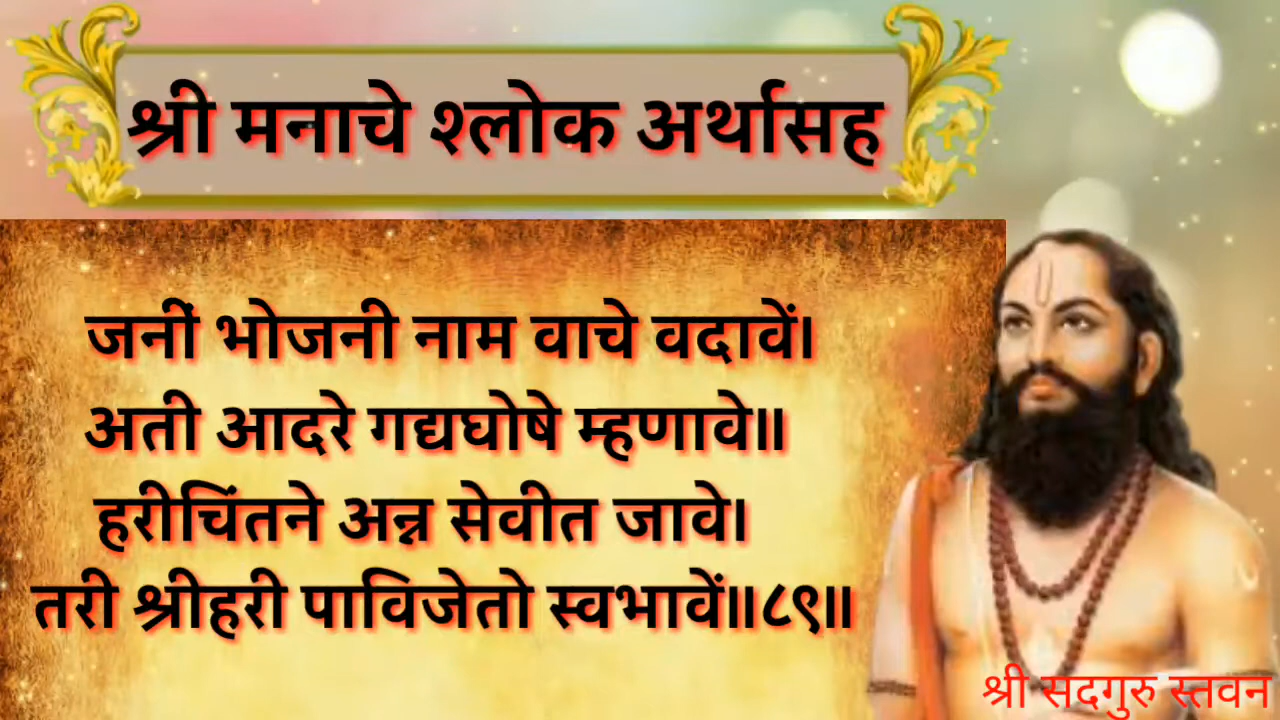 श्री मनाचे श्लोक अर्थासह
जनीं भोजनी नाम वाचे वदावें।
अती आदरे गद्यघोषे म्हणावे॥
हरीचिंतने अन्न सेवीत जावे।
तरी श्रीहरी पाविजेतो स्वभावें॥८९॥
श्री सदगुरु स्तवन